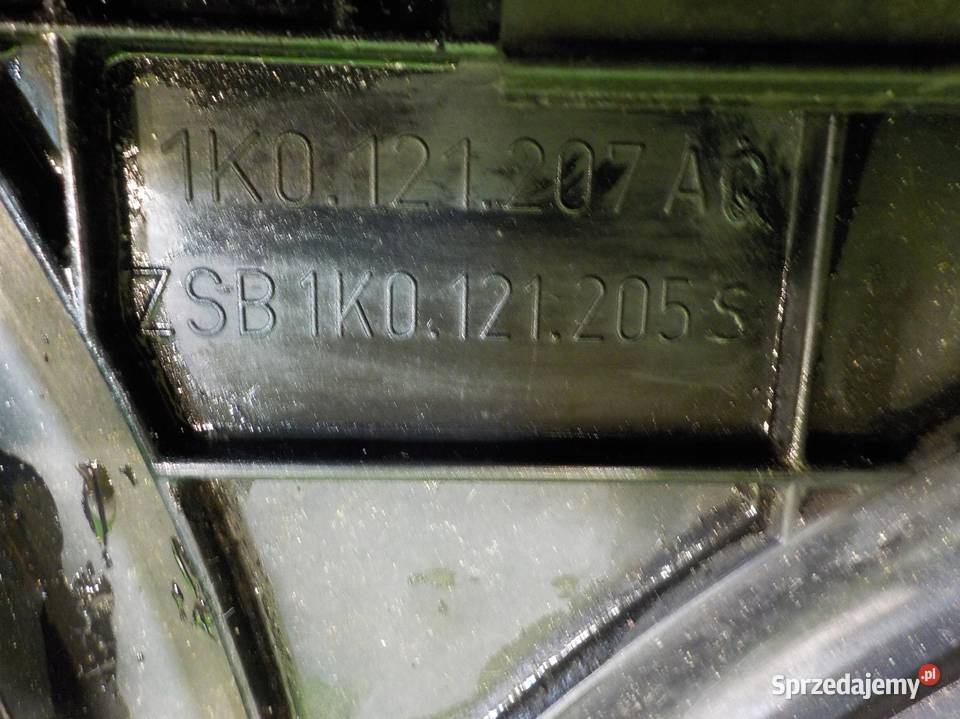 1K0.121.207 AC
ZSB 1K0.121.205 S
Sprzedajemy.pl